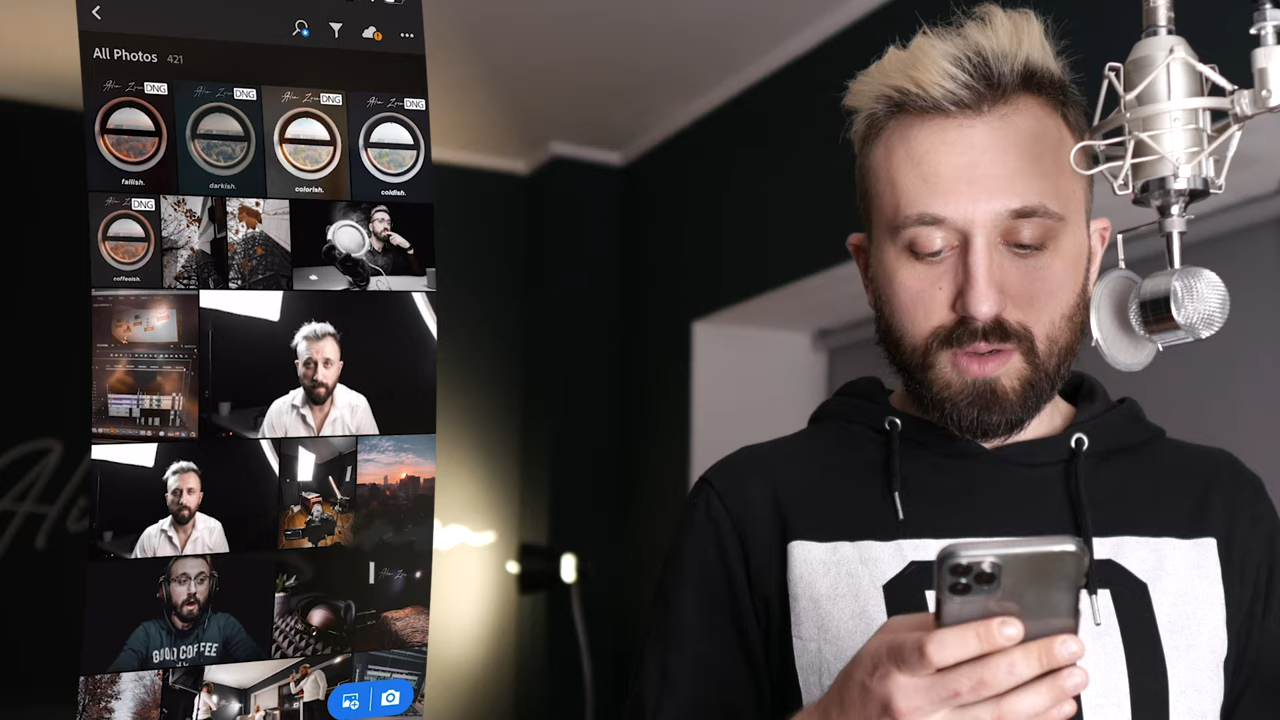 All Photos 421
DNG
DNG
DNG
DNG
fallish.
darkish.
colorish.
coldish.
DNG
coffeeish.
GOOD COFFEE